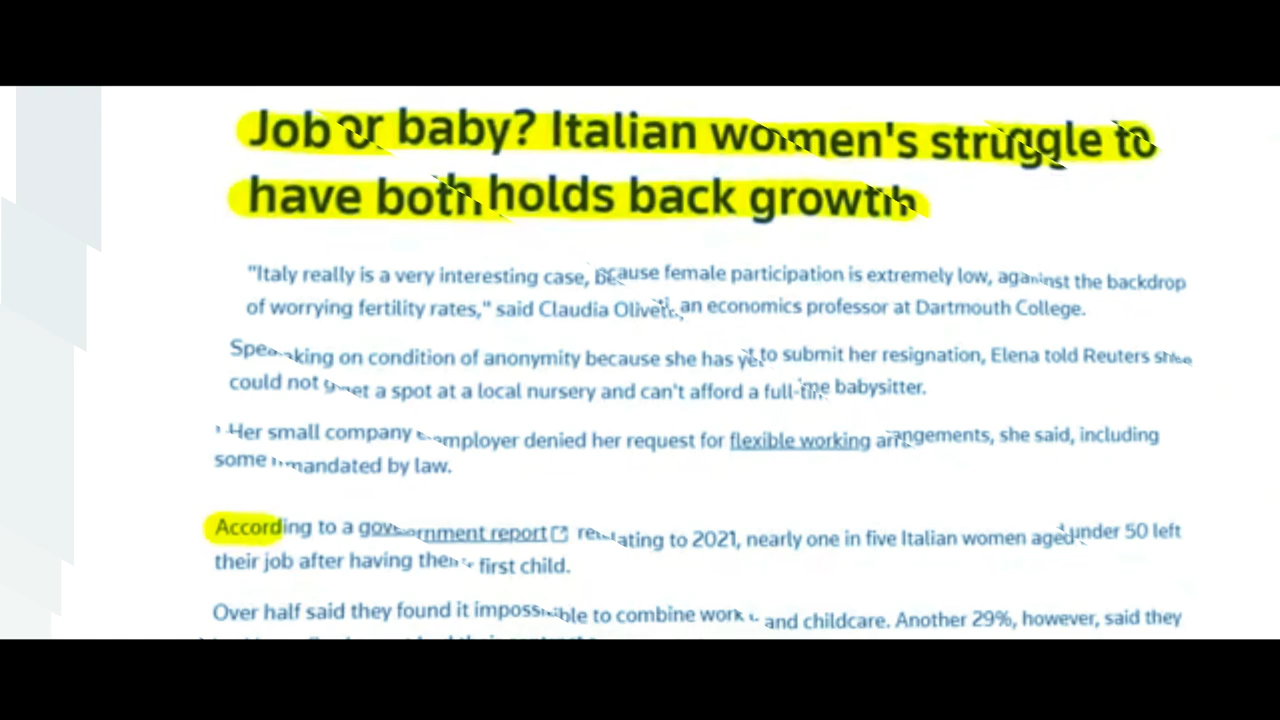 Job or baby? Italian women's struggle to
have both holds back growth
"Italy really is a very interesting case, because female participation is extremely low, against the backdrop
of worrying fertility rates," said Claudia Olivetti, an economics professor at Dartmouth College.
Speaking on condition of anonymity because she has yet to submit her resignation, Elena told Reuters she
could not get a spot at a local nursery and can't afford a full-time babysitter.
Her small company employer denied her request for flexible working arrangements, she said, including
some mandated by law.
According to a government report relating to 2021, nearly one in five Italian women aged under 50 left
their job after having their first child.
Over half said they found it impossible to combine work and childcare. Another 29%, however, said they